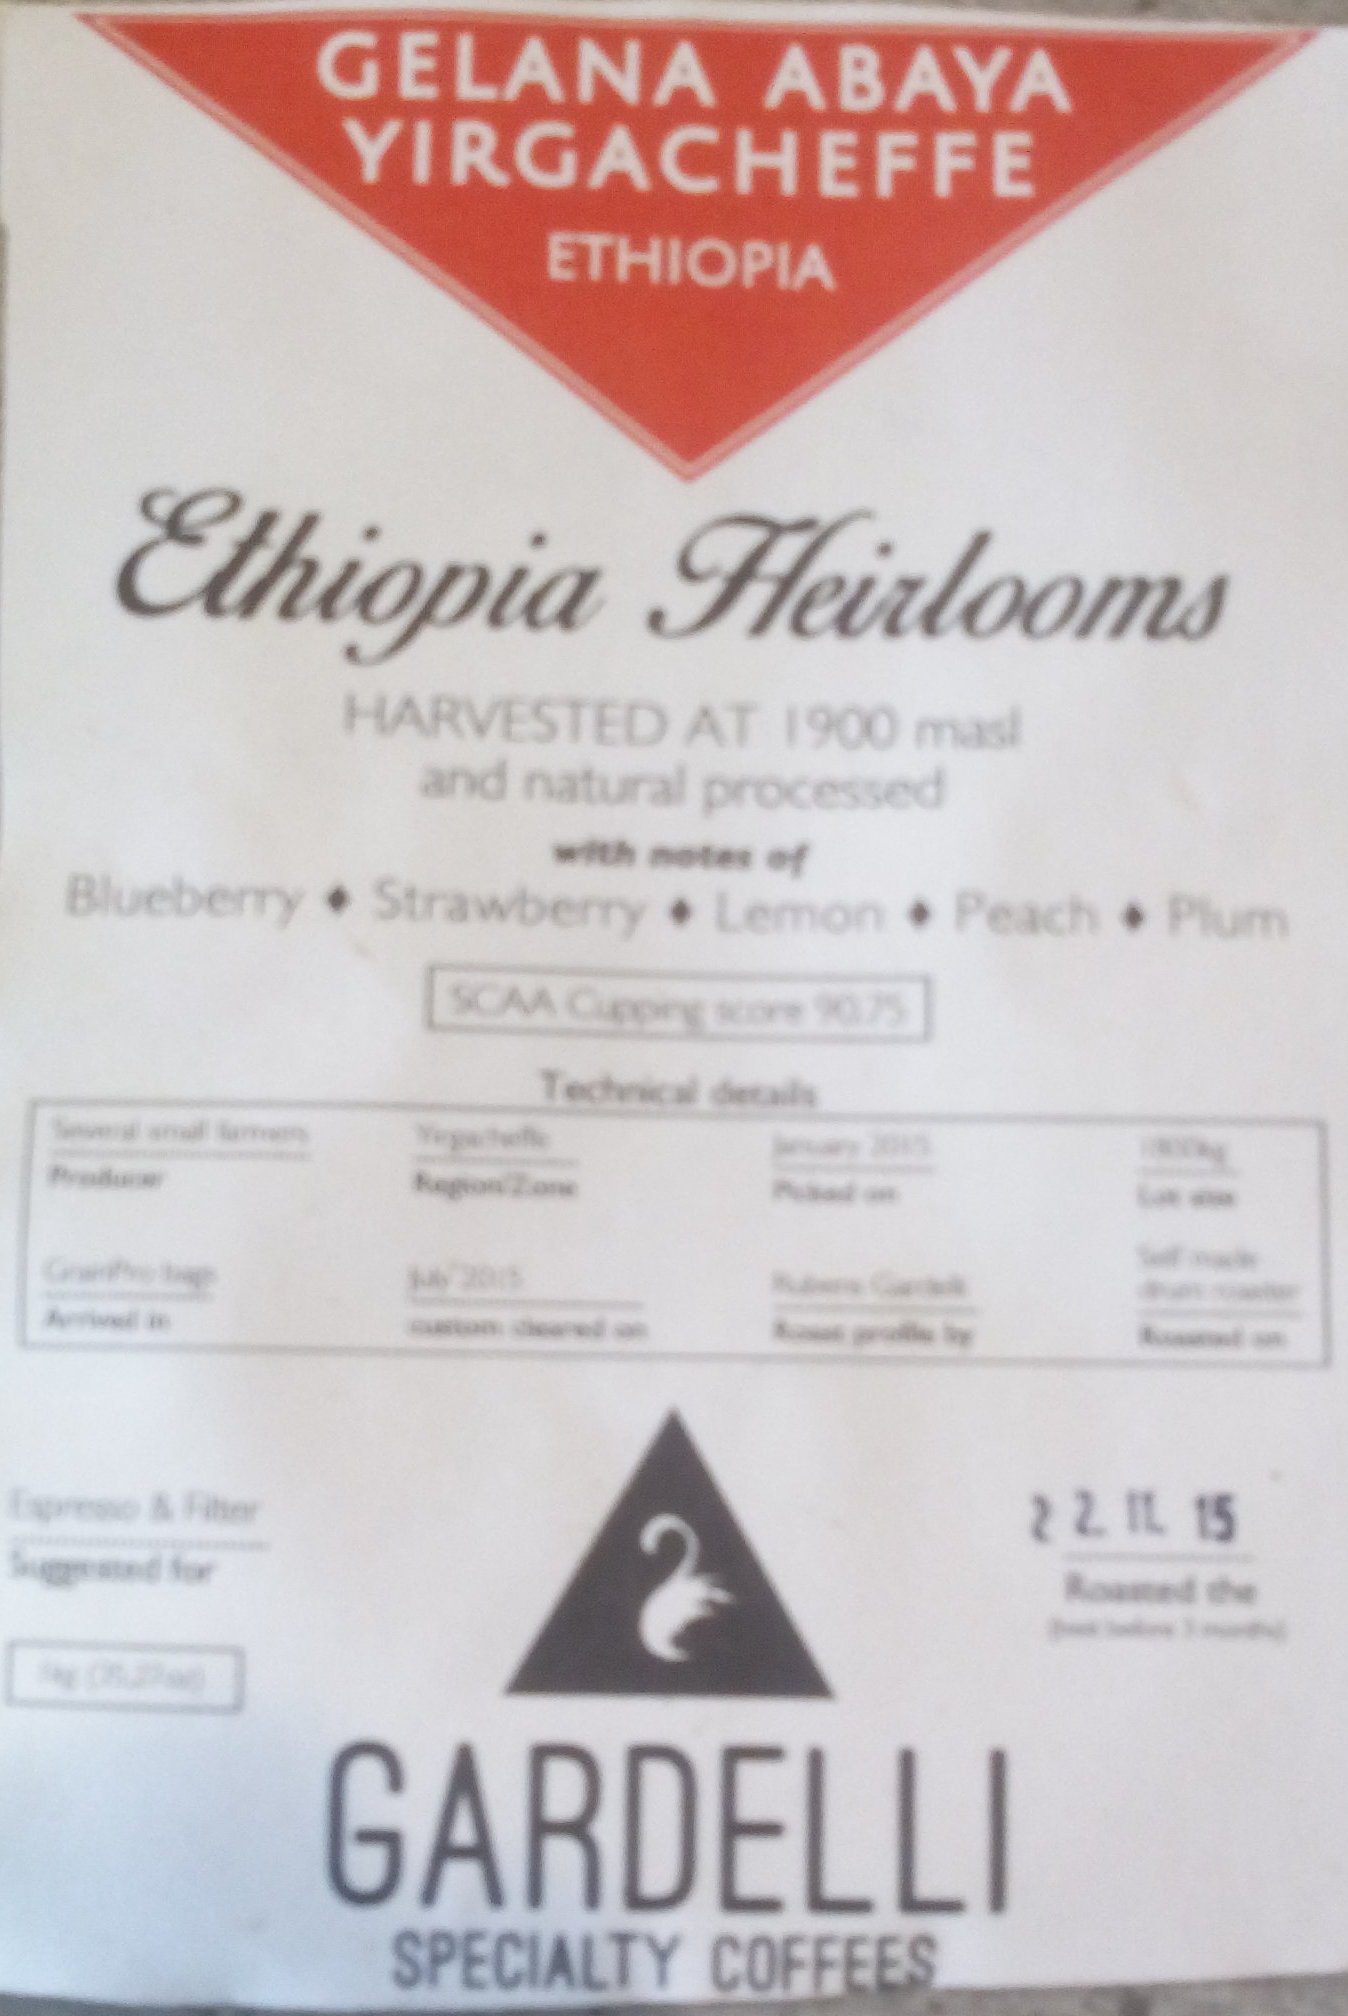 GELANA ABAYA
YIRGACHEFFE
ETHIOPIA
Ethiopia Heirlooms
HARVESTED AT 1900 masl
and natural processed
with notes of
Blueberry ♦ Strawberry ♦ Lemon ♦ Peach ♦ Plum
SCAA Cupping score 90.75
Technical details
Several small farmers Yirgacheffe January 2015 1800kg
Producer Region/Zone Picked on Lot size
Self made
GrainPro bags July 2015 Rubens Gardelli drum roaster
Arrived in custom cleared on Roast profile by Roasted on
Espresso & Filter
Suggested for
22 11 15
Roasted the
(best before 3 months)
1kg (35,27oz)
GARDELLI
SPECIALTY COFFEES